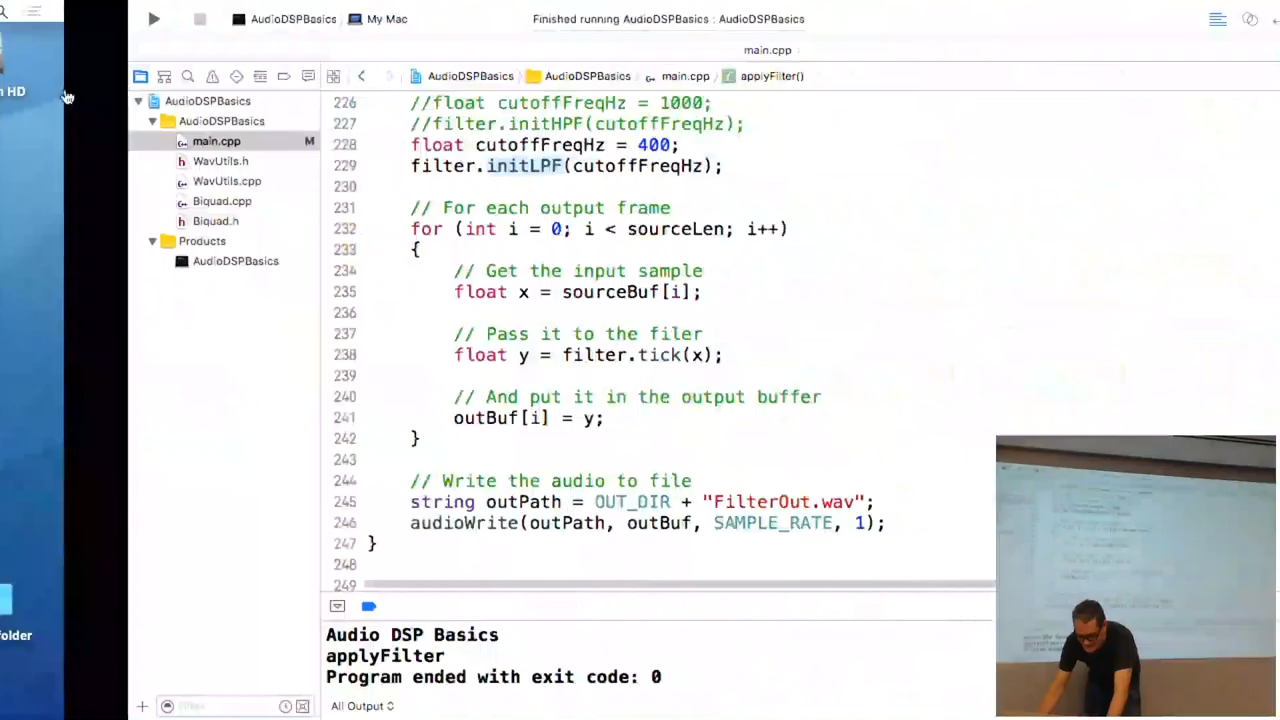 AudioDSPBasics
My Mac
Finished running AudioDSPBasics : AudioDSPBasics
main.cpp
AudioDSPBasics
AudioDSPBasics
main.cpp
applyFilter()
n HD
older
AudioDSPBasics
AudioDSPBasics
main.cpp M
WavUtils.h
WavUtils.cpp
Biquad.cpp
Biquad.h
Products
AudioDSPBasics
226 //float cutoffFreqHz = 1000;
227 //filter.initHPF(cutoffFreqHz);
228 float cutoffFreqHz = 400;
229 filter.initLPF(cutoffFreqHz);
230
231 // For each output frame
232 for (int i = 0; i < sourceLen; i++)
233 {
234 // Get the input sample
235 float x = sourceBuf[i];
236
237 // Pass it to the filer
238 float y = filter.tick(x);
239
240 // And put it in the output buffer
241 outBuf[i] = y;
242 }
243
244 // Write the audio to file
245 string outPath = OUT_DIR + "FilterOut.wav";
246 audioWrite(outPath, outBuf, SAMPLE_RATE, 1);
247 }
248
249
Audio DSP Basics
applyFilter
Program ended with exit code: 0
All Output